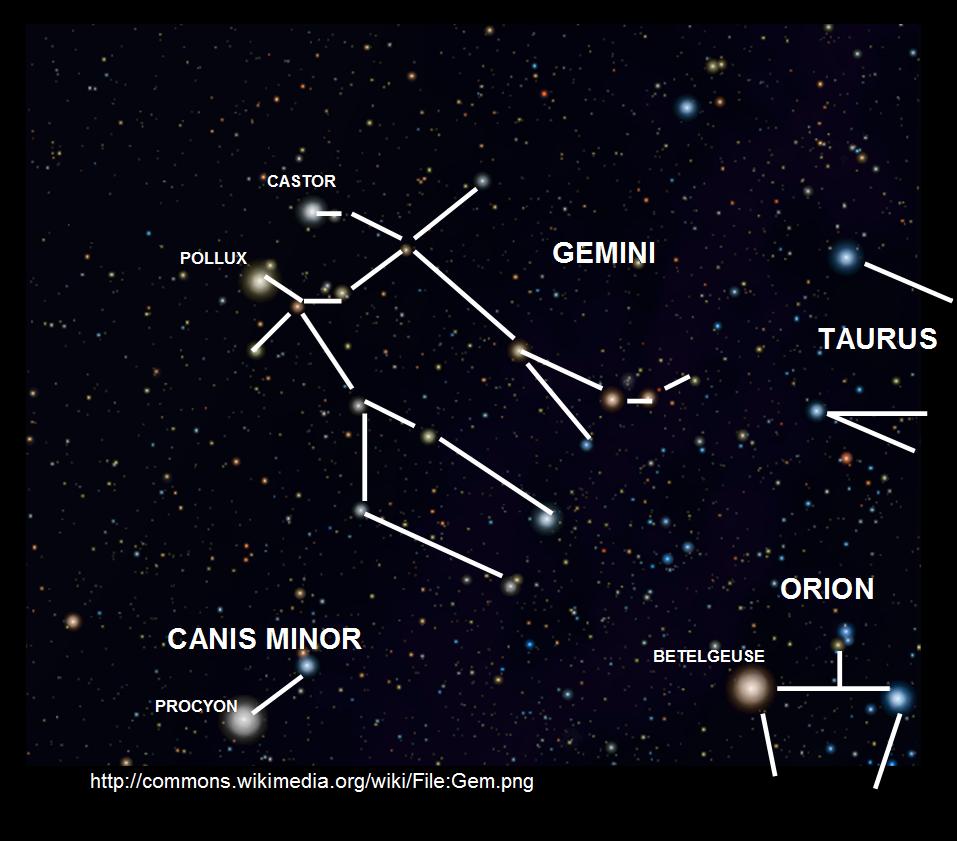 CASTOR
GEMINI
POLLUX
TAURUS
ORION
CANIS MINOR
BETELGEUSE
PROCYON
http://commons.wikimedia.org/wiki/File:Gem.png